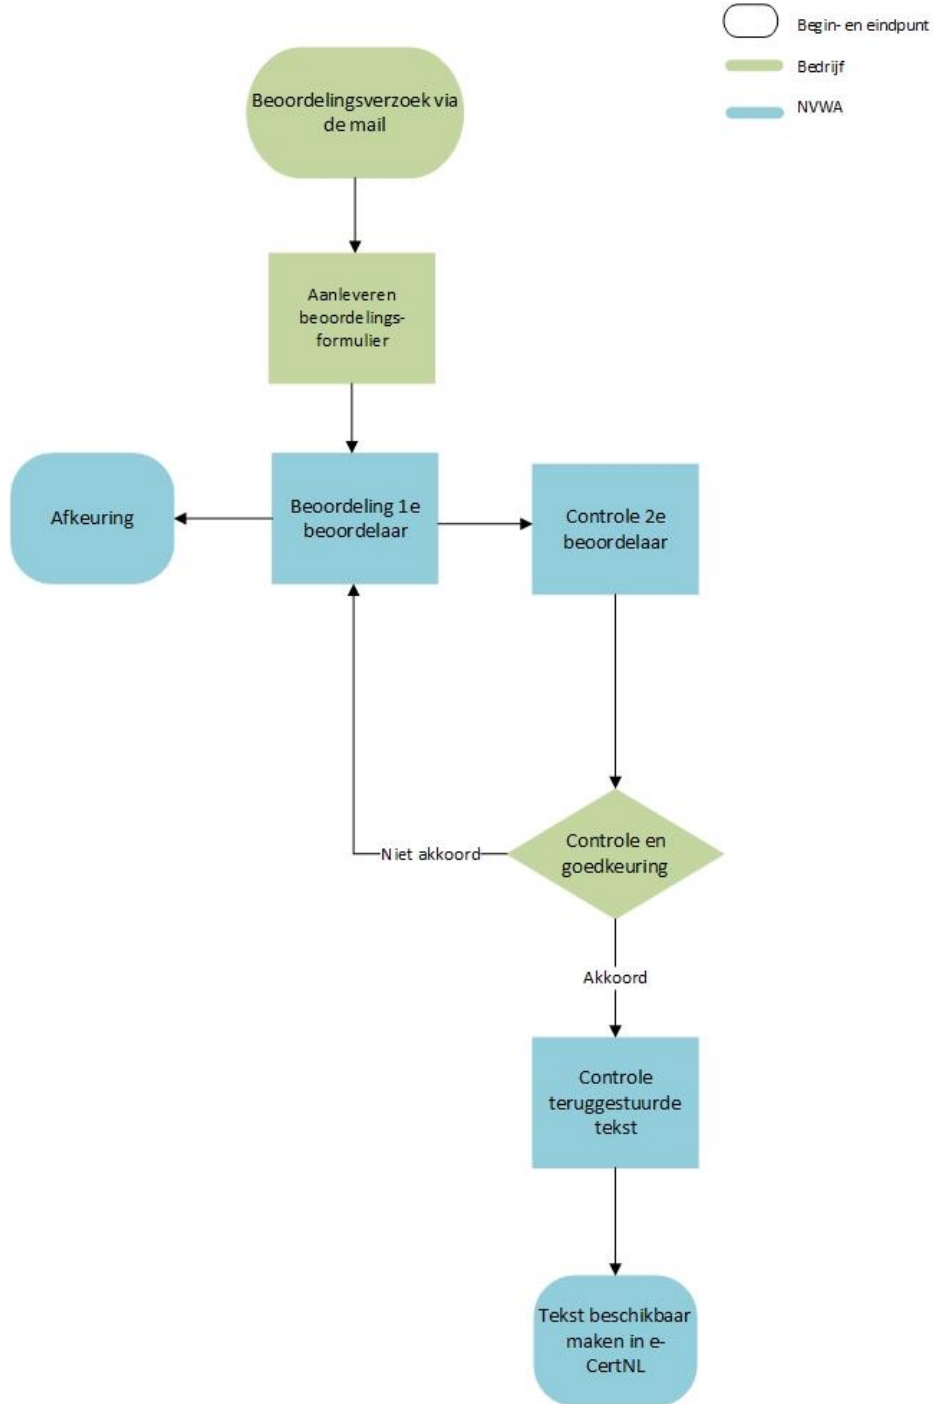 Begin- en eindpunt
Bedrijf
NVWA
Beoordelingsverzoek via
de mail
Aanleveren
beoordelings-
formulier
Afkeuring
Beoordeling 1e
beoordelaar
Controle 2e
beoordelaar
Controle en
goedkeuring
Niet akkoord
Akkoord
Controle
teruggestuurde
tekst
Tekst beschikbaar
maken in e-
CertNL